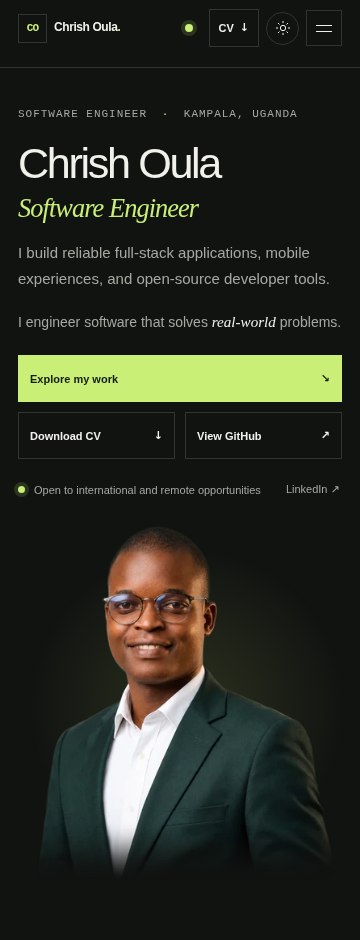 co Chrish Oula. CV ↓
SOFTWARE ENGINEER · KAMPALA, UGANDA
Chrish Oula
Software Engineer
I build reliable full-stack applications, mobile
experiences, and open-source developer tools.
I engineer software that solves real-world problems.
Explore my work ↘
Download CV ↓ View GitHub ↗
Open to international and remote opportunities LinkedIn ↗